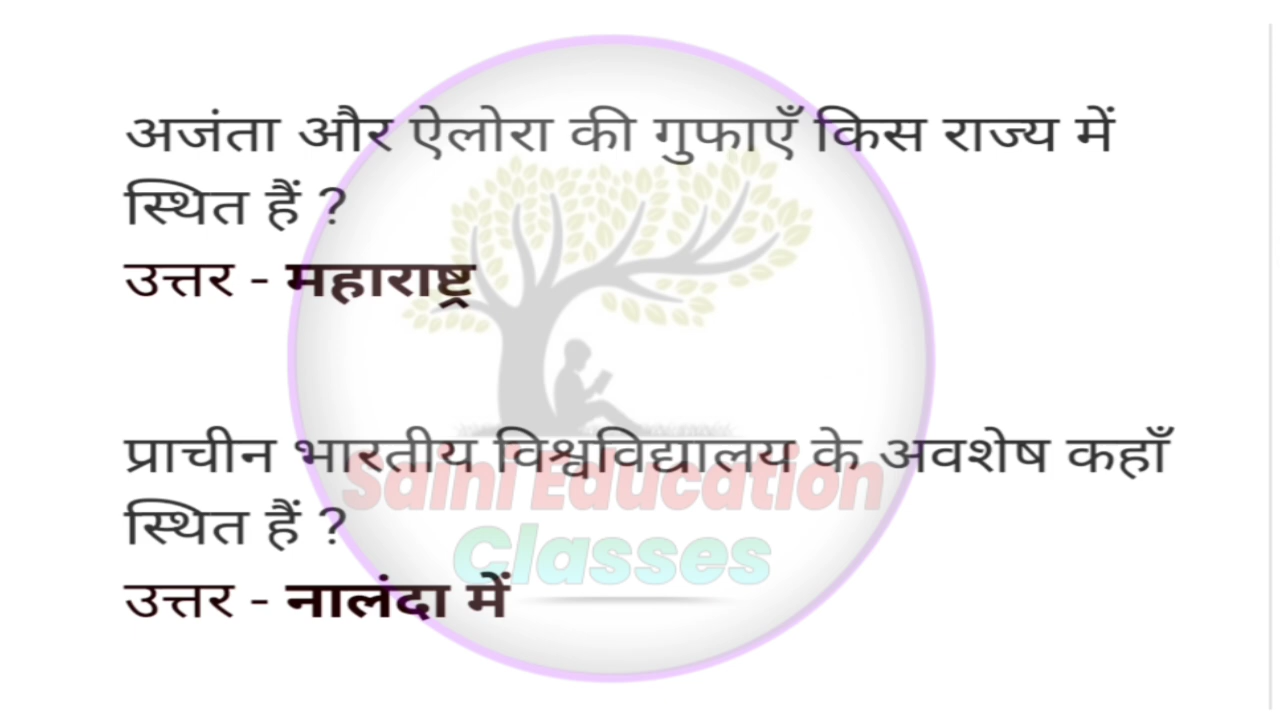 अजंता और ऐलोरा की गुफाएँ किस राज्य में
स्थित हैं ?
उत्तर - महाराष्ट्र
प्राचीन भारतीय विश्वविद्यालय के अवशेष कहाँ
स्थित हैं ?
Saini Education
Classes
उत्तर - नालंदा में